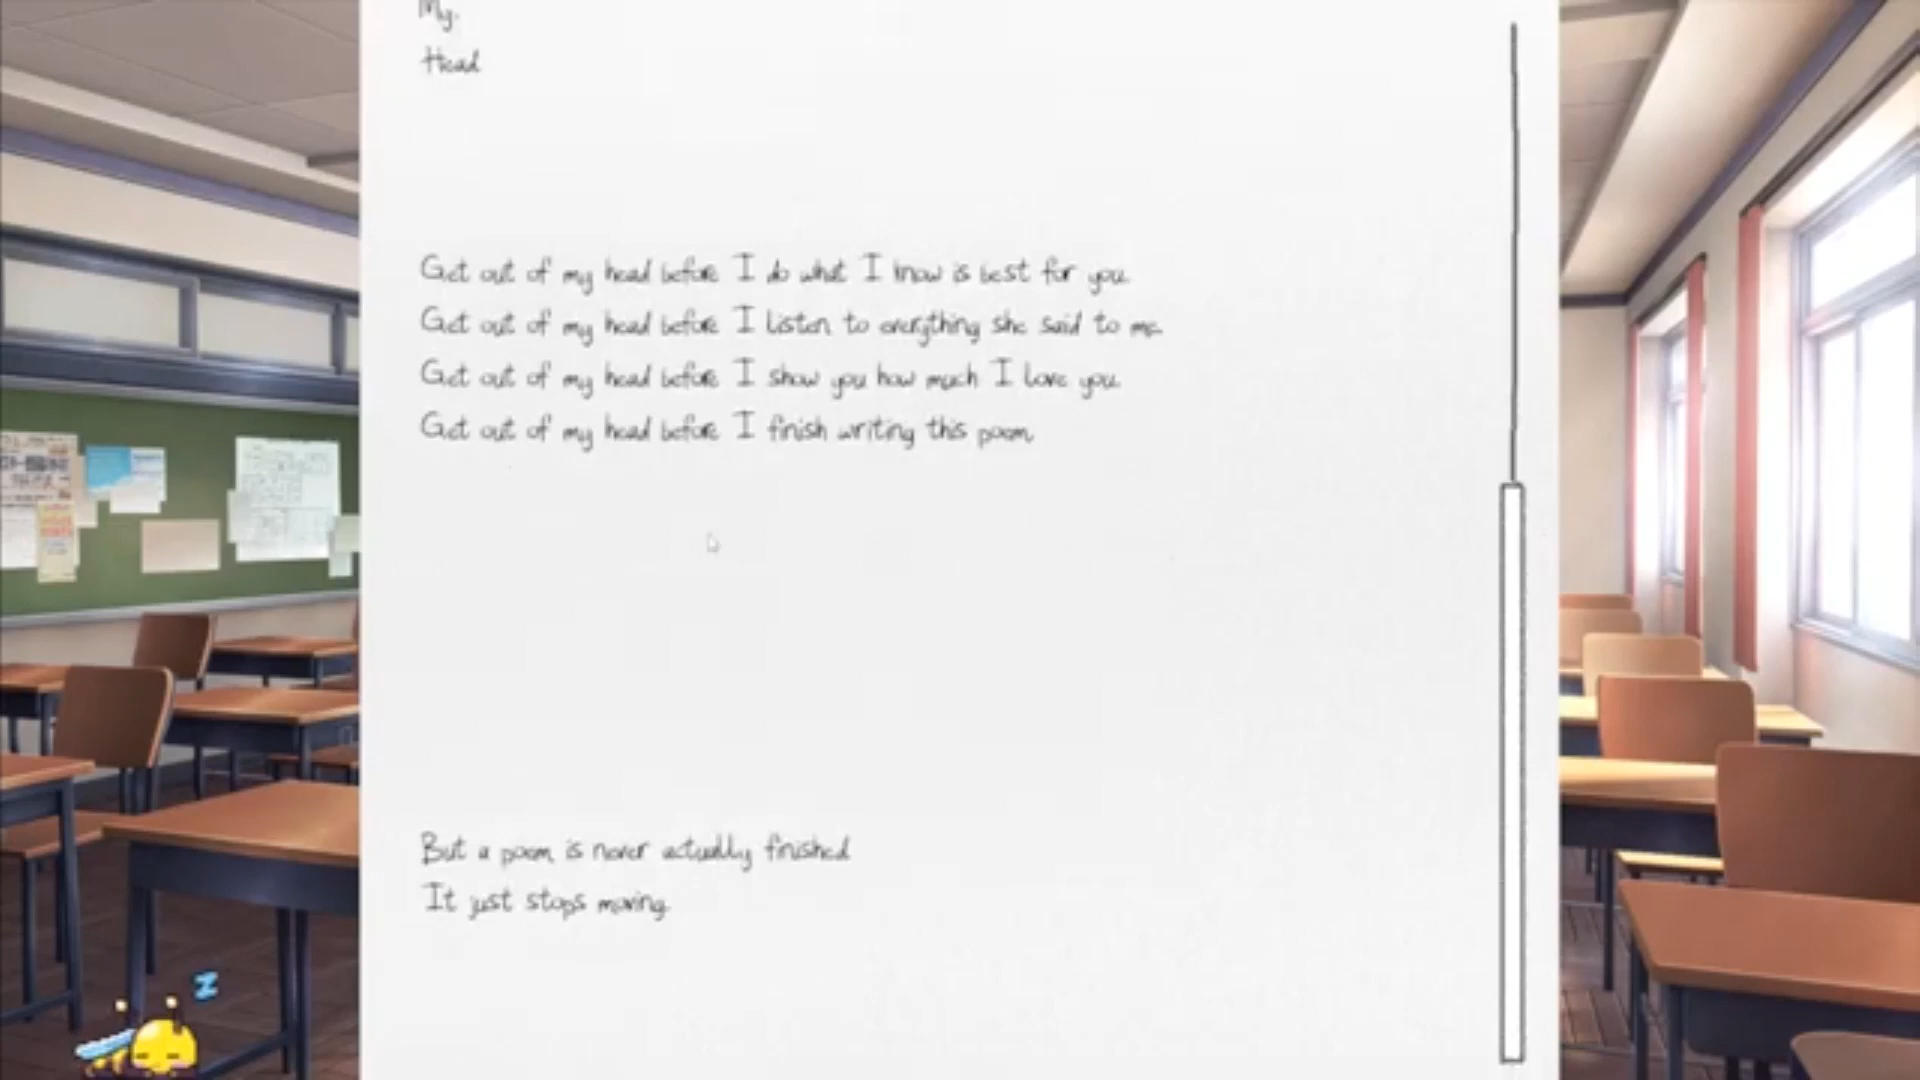 My.
Head
Get out of my head before I do what I know is best for you.
Get out of my head before I listen to everything she said to me.
Get out of my head before I show you how much I love you.
Get out of my head before I finish writing this poem.
But a poem is never actually finished.
It just stops moving.
Z